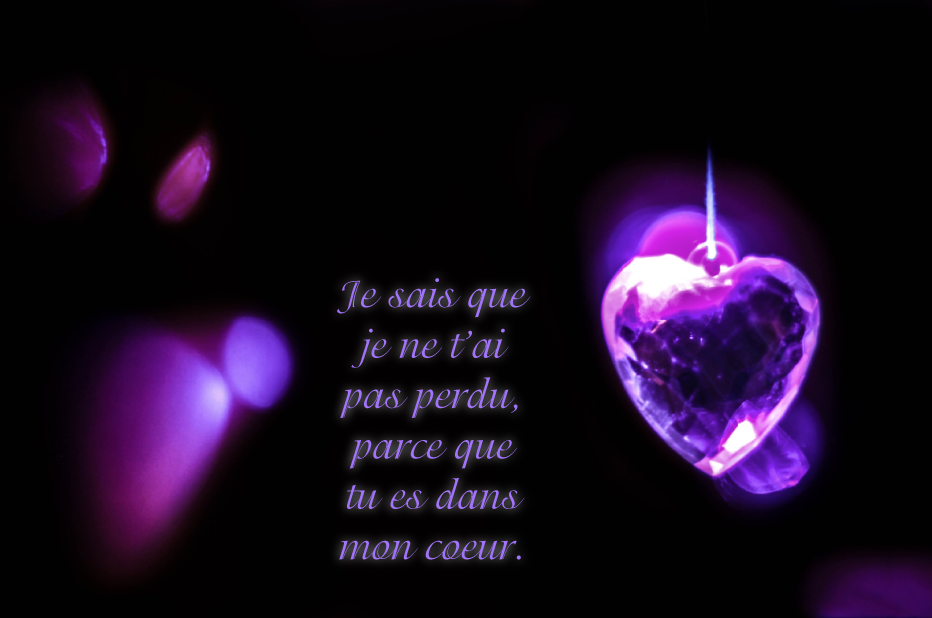 Je sais que
je ne t’ai
pas perdu,
parce que
tu es dans
mon coeur.